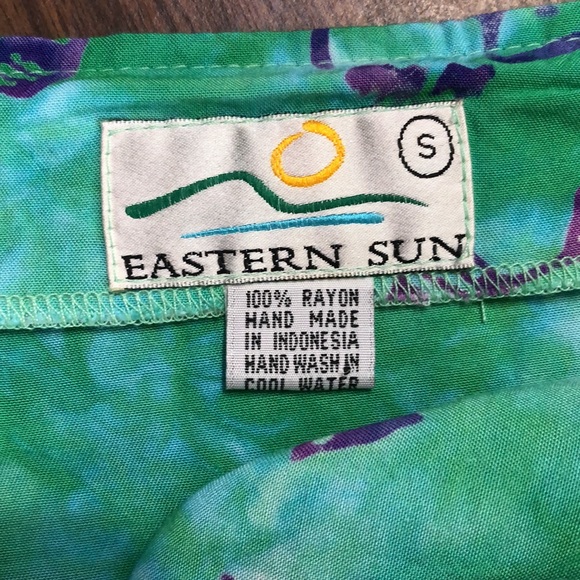 S
EASTERN SUN
100% RAYON
HAND MADE
IN INDONESIA
HAND WASH IN
COOL WATER